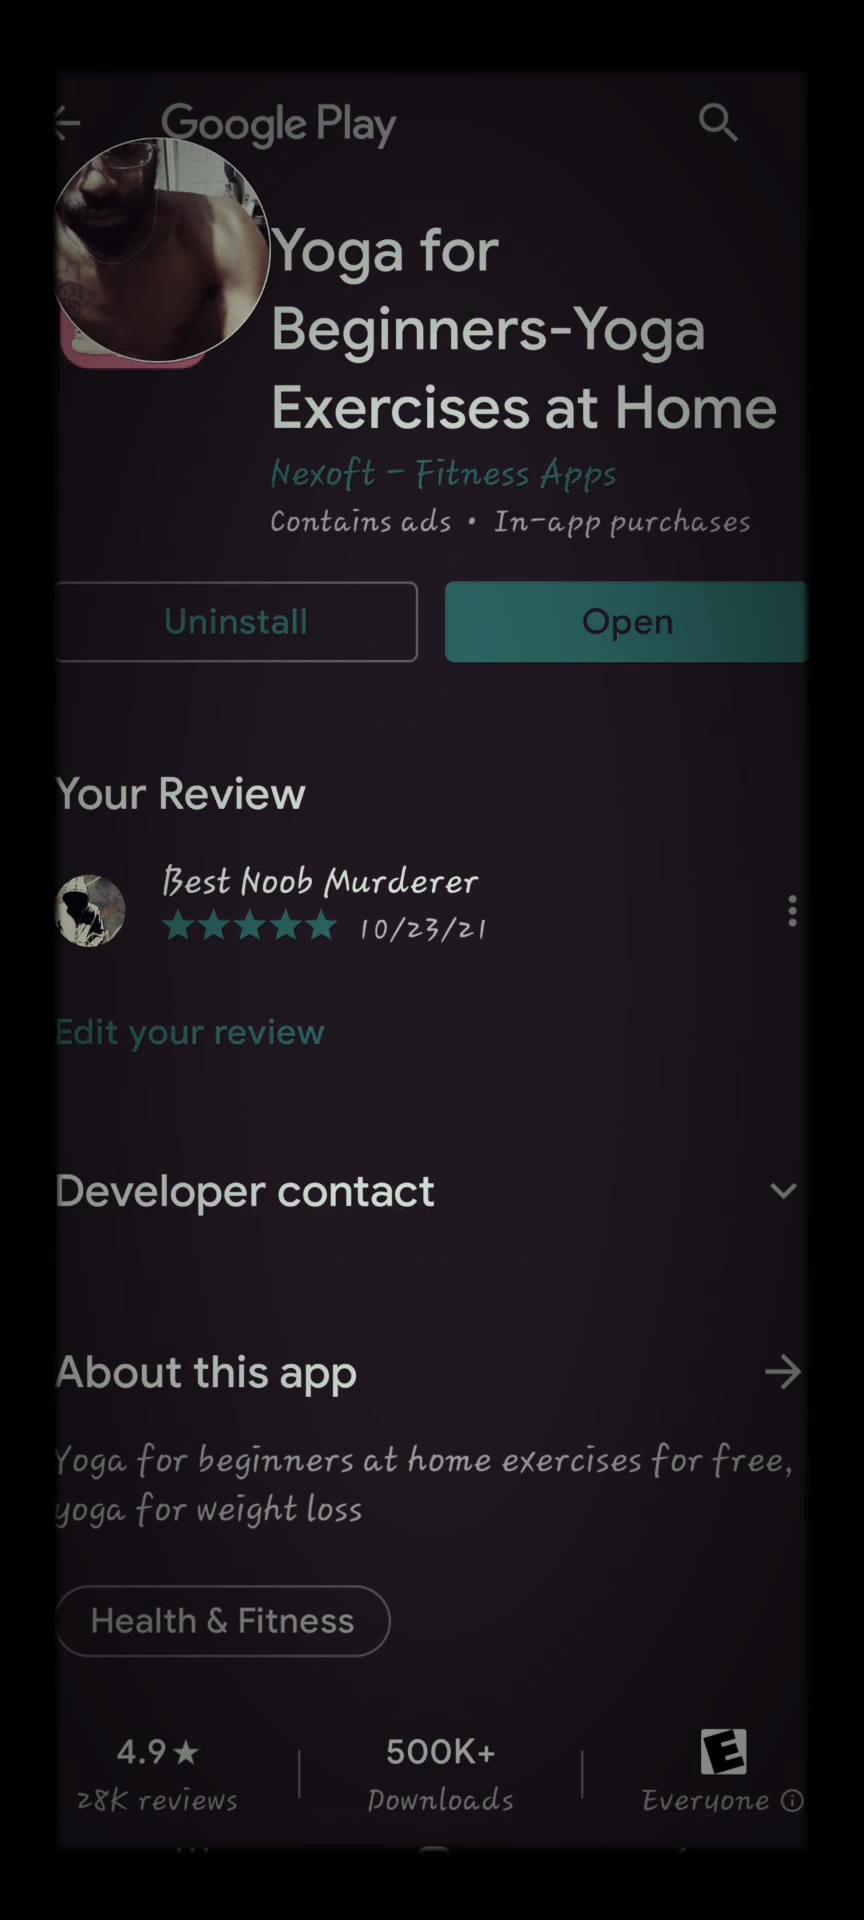 Google Play
Yoga for
Beginners-Yoga
Exercises at Home
Nexoft - Fitness Apps
Contains ads • In-app purchases
Uninstall
Open
Your Review
Best Noob Murderer
10/23/21
Edit your review
Developer contact
About this app
Yoga for beginners at home exercises for free,
yoga for weight loss
Health & Fitness
4.9★
500K+
E
28K reviews
Downloads
Everyone